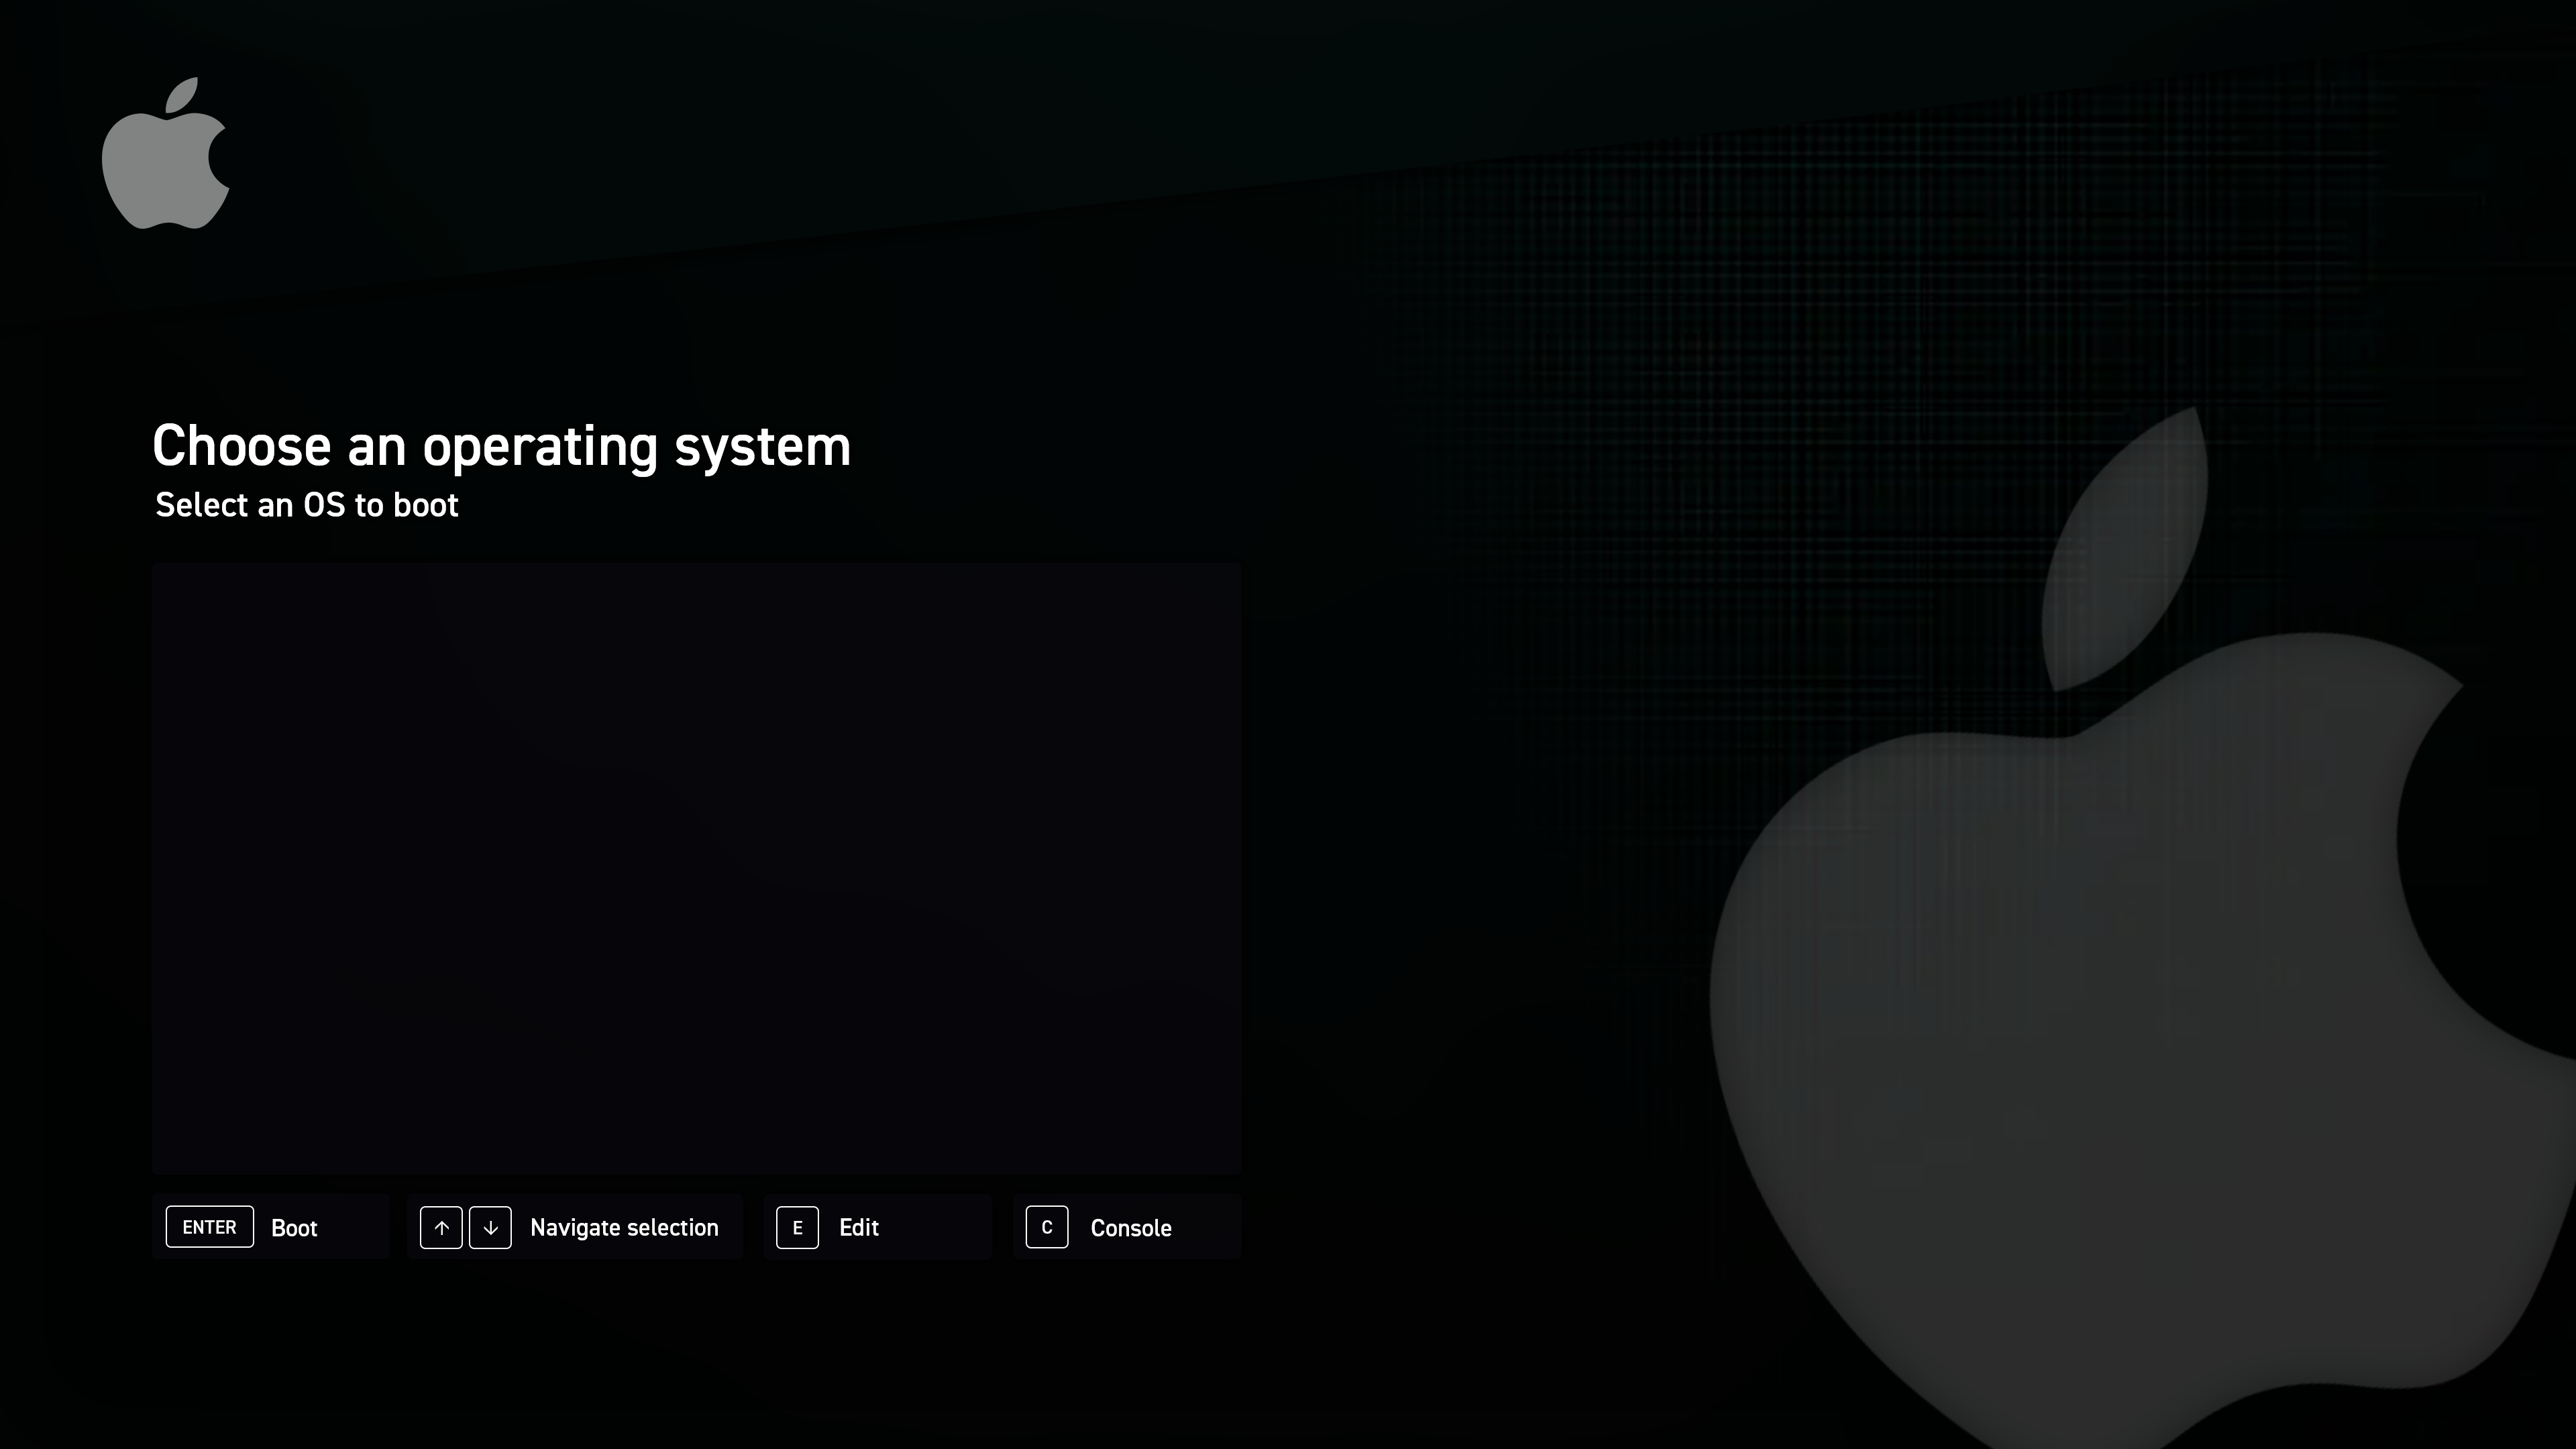 Choose an operating system
Select an OS to boot
ENTER Boot ↑ ↓ Navigate selection E Edit C Console